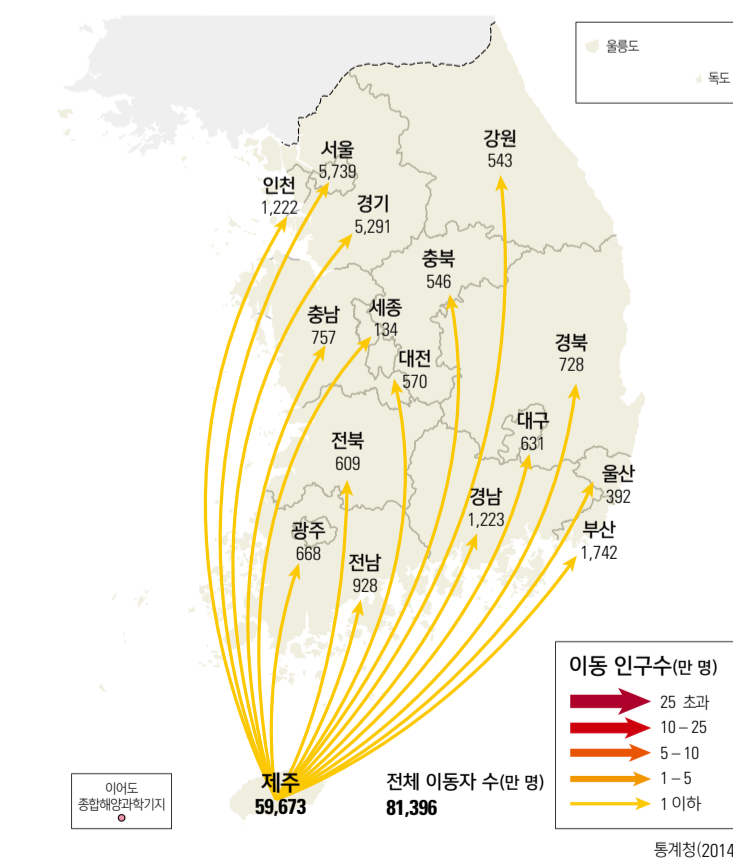 울릉도
독도
강원
543
서울
5,739
인천
1,222
경기
5,291
충북
546
충남
757
세종
134
대전
570
경북
728
대구
631
전북
609
울산
392
경남
1,223
광주
668
부산
1,742
전남
928
이동 인구수(만 명)
25 초과
10 – 25
5 – 10
1 – 5
1 이하
제주
59,673
전체 이동자 수(만 명)
81,396
이어도
종합해양과학기지
통계청(2014